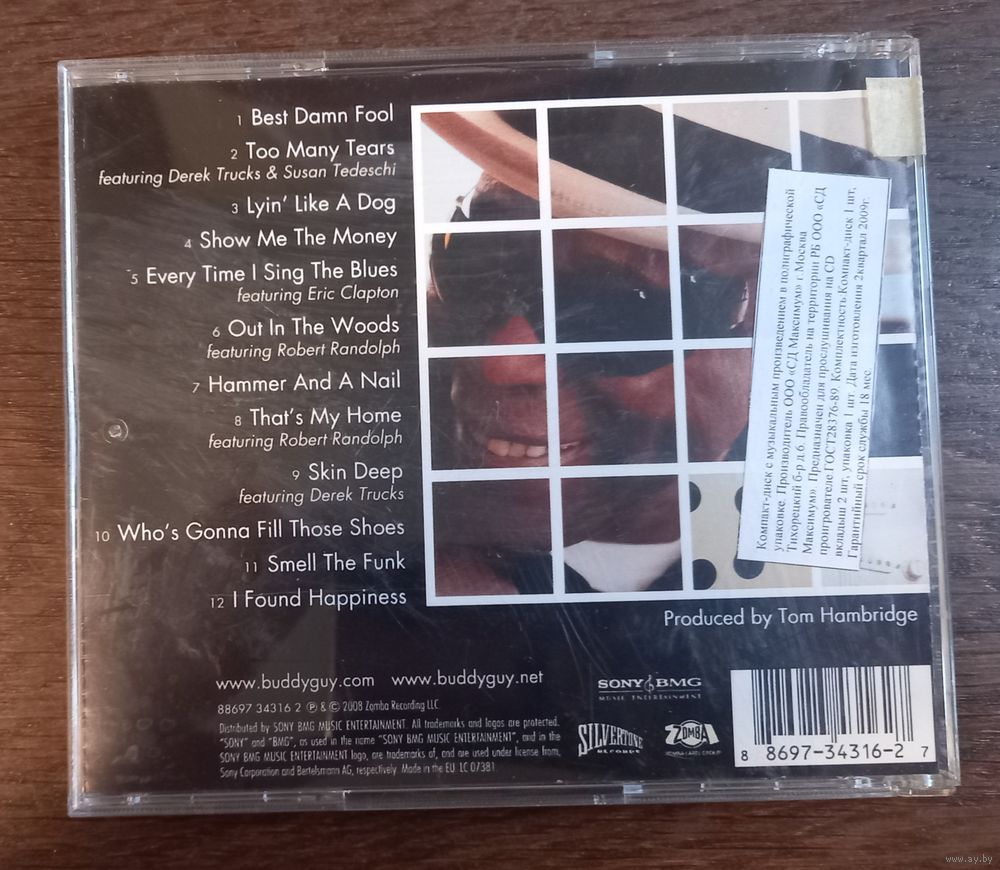 1 Best Damn Fool
2 Too Many Tears
featuring Derek Trucks & Susan Tedeschi
3 Lyin' Like A Dog
4 Show Me The Money
5 Every Time I Sing The Blues
featuring Eric Clapton
6 Out In The Woods
featuring Robert Randolph
7 Hammer And A Nail
8 That's My Home
featuring Robert Randolph
9 Skin Deep
featuring Derek Trucks
10 Who's Gonna Fill Those Shoes
11 Smell The Funk
12 I Found Happiness
Компакт-диск с музыкальным произведением в полиграфической
упаковке. Производитель ООО «СД Максимум» г. Москва
Тихорецкий б-р д.6. Правообладатель на территории РБ ООО «СД
Максимум». Предназначен для прослушивания на CD
проигрователе ГОСТ28376-89. Комплектность:Компакт-диск 1 шт,
вкладыш 2 шт, упаковка 1 шт. Дата изготовления 2квартал 2009г.
Гарантийный срок службы 18 мес.
Produced by Tom Hambridge
www.buddyguy.com www.buddyguy.net
88697 34316 2 ℗ & © 2008 Zomba Recording LLC.
Distributed by SONY BMG MUSIC ENTERTAINMENT. All trademarks and logos are protected.
"SONY" and "BMG", as used in the name "SONY BMG MUSIC ENTERTAINMENT", and in the
SONY BMG MUSIC ENTERTAINMENT logo, are trademarks of, and are used under license from,
Sony Corporation and Bertelsmann AG, respectively. Made in the EU. LC 07381
SONY BMG
MUSIC ENTERTAINMENT
SILVERTONE
RECORDS
ZOMBA
ZOMBA LABEL GROUP
8 8697-34316-2 7
www.ay.by